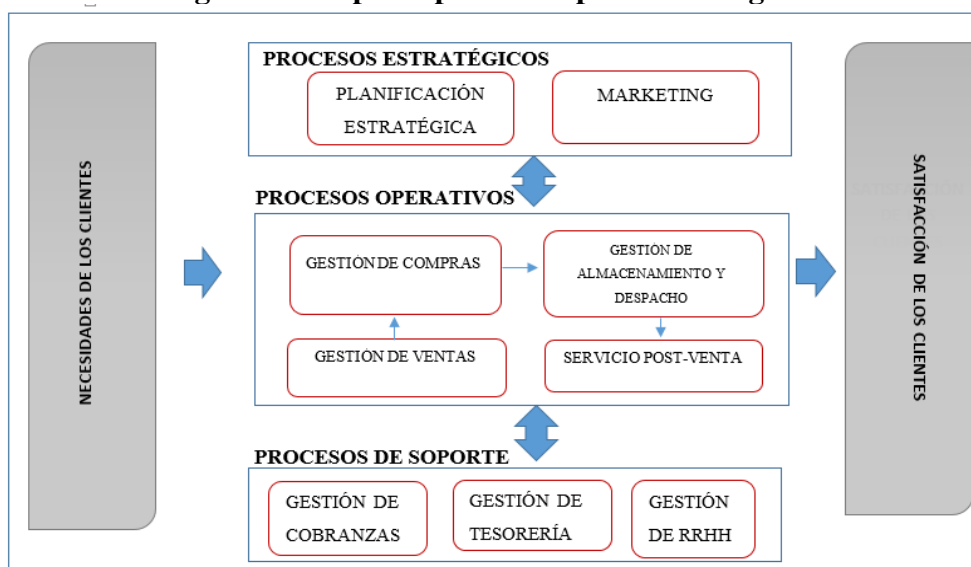 PROCESOS ESTRATÉGICOS
PLANIFICACIÓN
ESTRATÉGICA
MARKETING
NECESIDADES DE LOS CLIENTES
PROCESOS OPERATIVOS
GESTIÓN DE COMPRAS
GESTIÓN DE
ALMACENAMIENTO Y
DESPACHO
GESTIÓN DE VENTAS
SERVICIO POST-VENTA
SATISFACCIÓN DE LOS CLIENTES
PROCESOS DE SOPORTE
GESTIÓN DE
COBRANZAS
GESTIÓN DE
TESORERÍA
GESTIÓN
DE RRHH